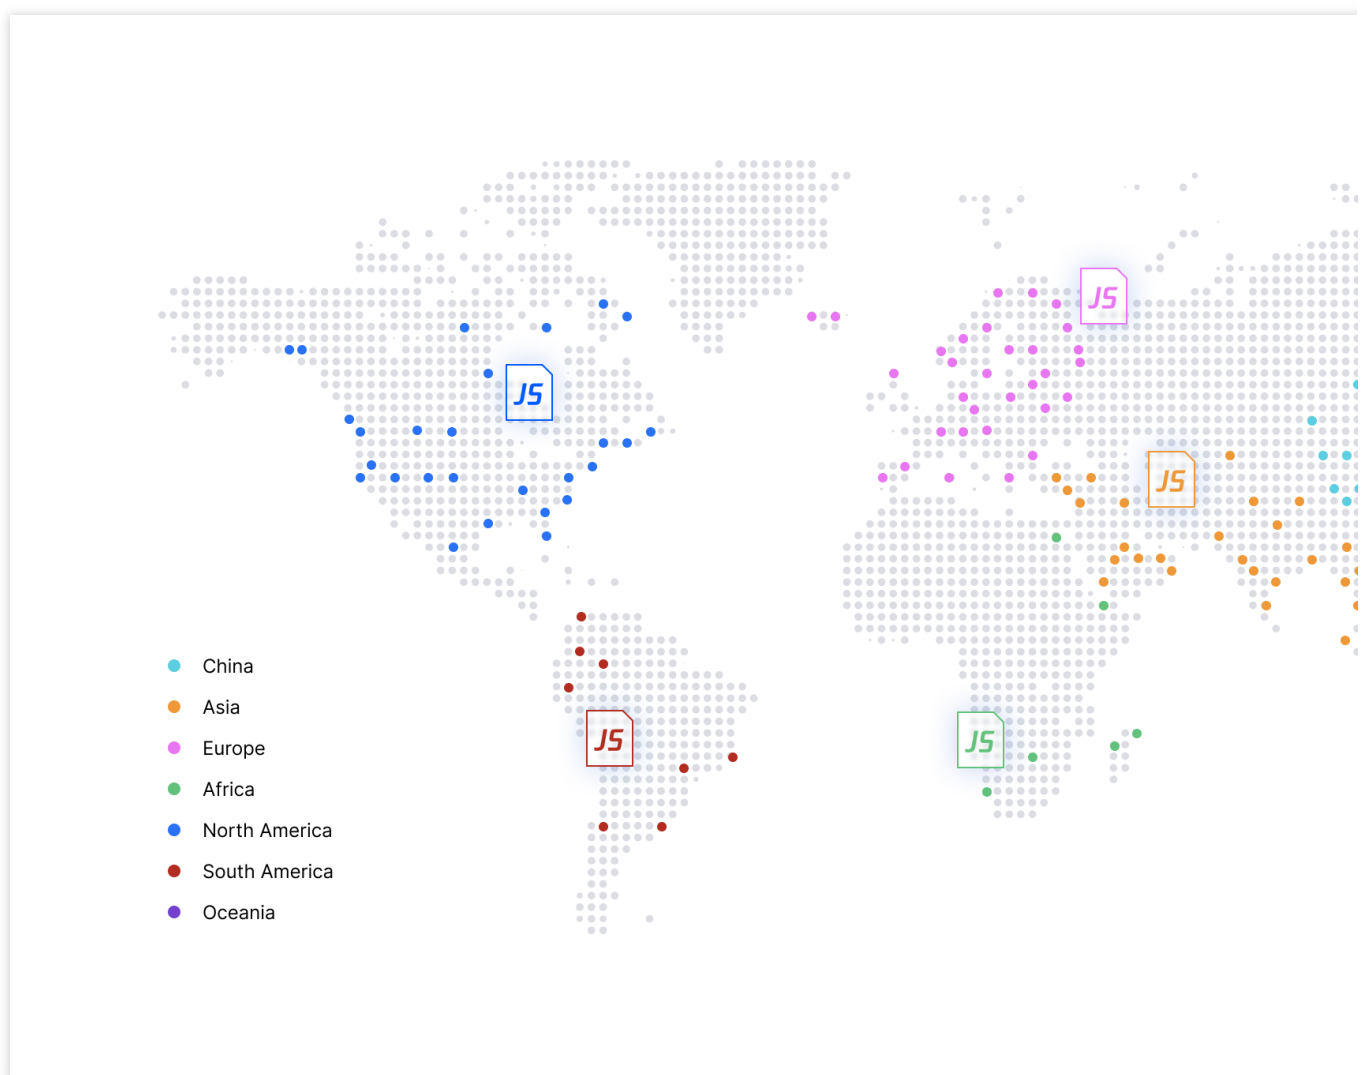 JS
JS
JS
JS
JS
China
Asia
Europe
Africa
North America
South America
Oceania